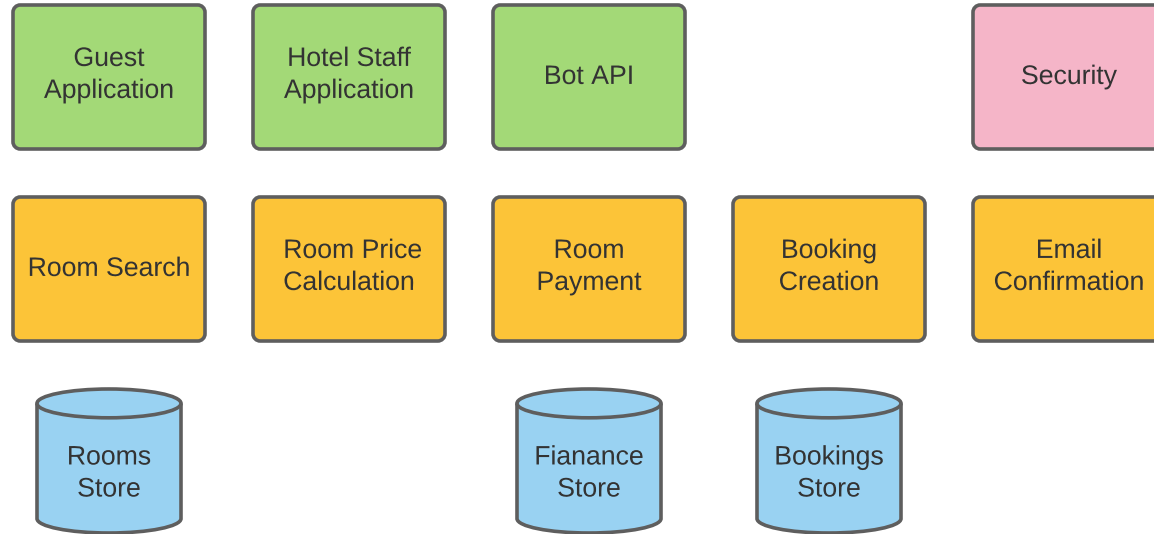 Guest
Application
Hotel Staff
Application
Bot API
Security
Room Search
Room Price
Calculation
Room
Payment
Booking
Creation
Email
Confirmation
Rooms
Store
Fianance
Store
Bookings
Store